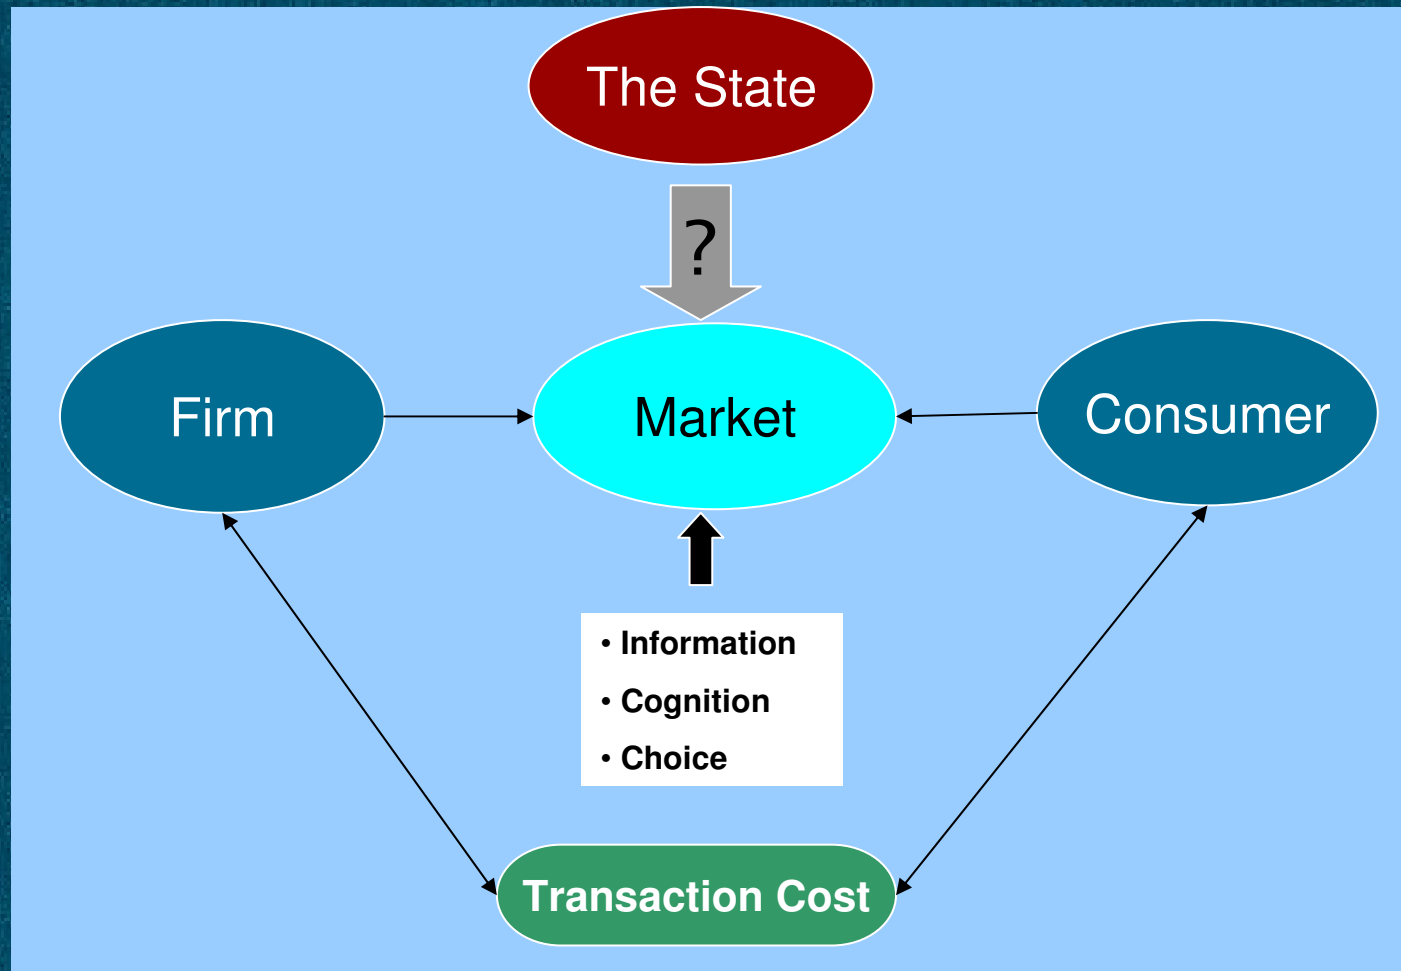 The State
?
Firm
Market
Consumer
• Information
• Cognition
• Choice
Transaction Cost